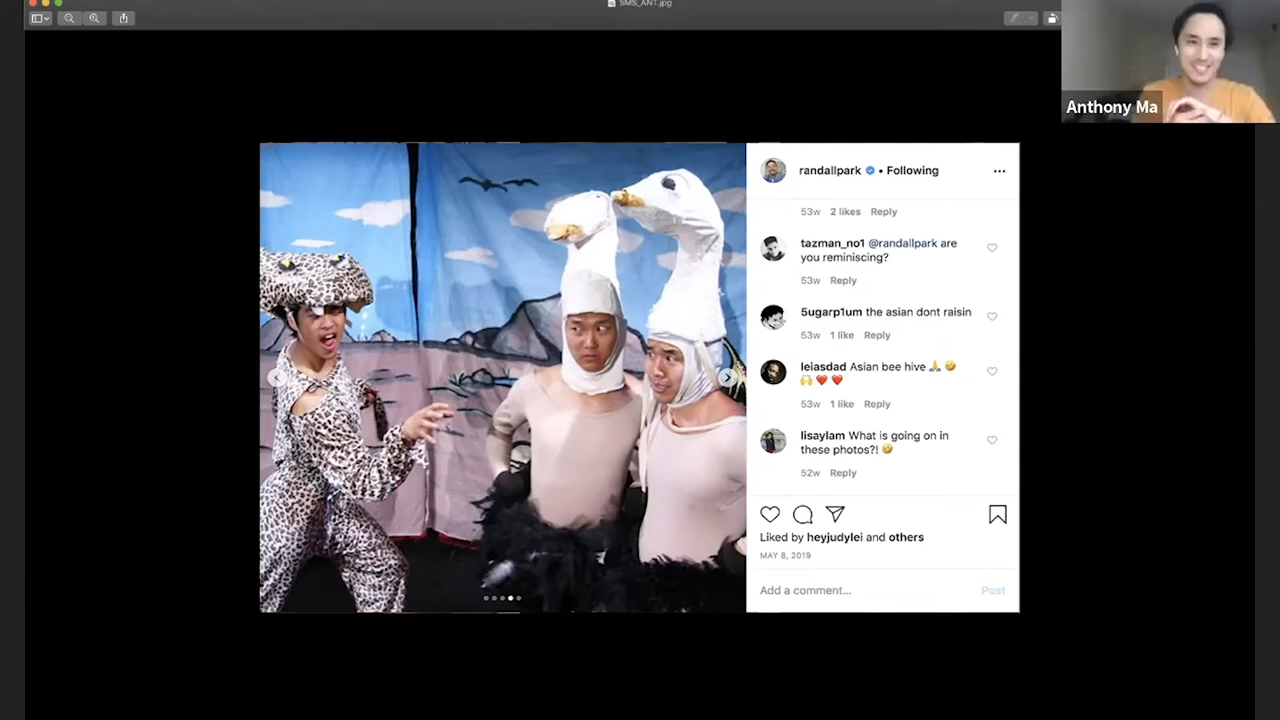 SMS_ANT.jpg
Anthony Ma
randallpark • Following
53w 2 likes Reply
tazman_no1 @randallpark are
you reminiscing?
53w Reply
5ugarp1um the asian dont raisin
53w 1 like Reply
leiasdad Asian bee hive 🙏 🤣
🙌 ❤️ ❤️
53w 1 like Reply
lisaylam What is going on in
these photos?! 🤣
52w Reply
Liked by heyjudylei and others
MAY 8, 2019
Add a comment... Post